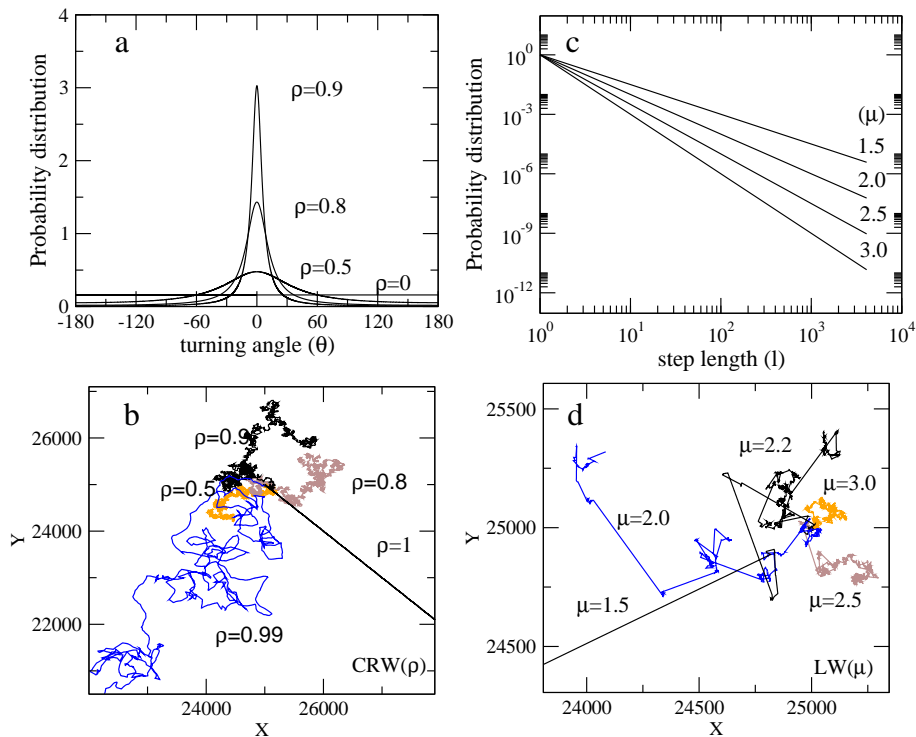 a
Probability distribution
4
3
2
1
0
ρ=0.9
ρ=0.8
ρ=0.5
ρ=0
-180 -120 -60 0 60 120 180
turning angle (θ)
c
Probability distribution
10^0
10^-3
10^-6
10^-9
10^-12
(μ)
1.5
2.0
2.5
3.0
10^0 10^1 10^2 10^3 10^4
step length (l)
b
Y
26000
24000
22000
ρ=0.9
ρ=0.5
ρ=0.8
ρ=1
ρ=0.99
CRW(ρ)
24000 26000
X
d
Y
25500
25000
24500
μ=2.2
μ=3.0
μ=2.0
μ=1.5
μ=2.5
LW(μ)
24000 24500 25000
X